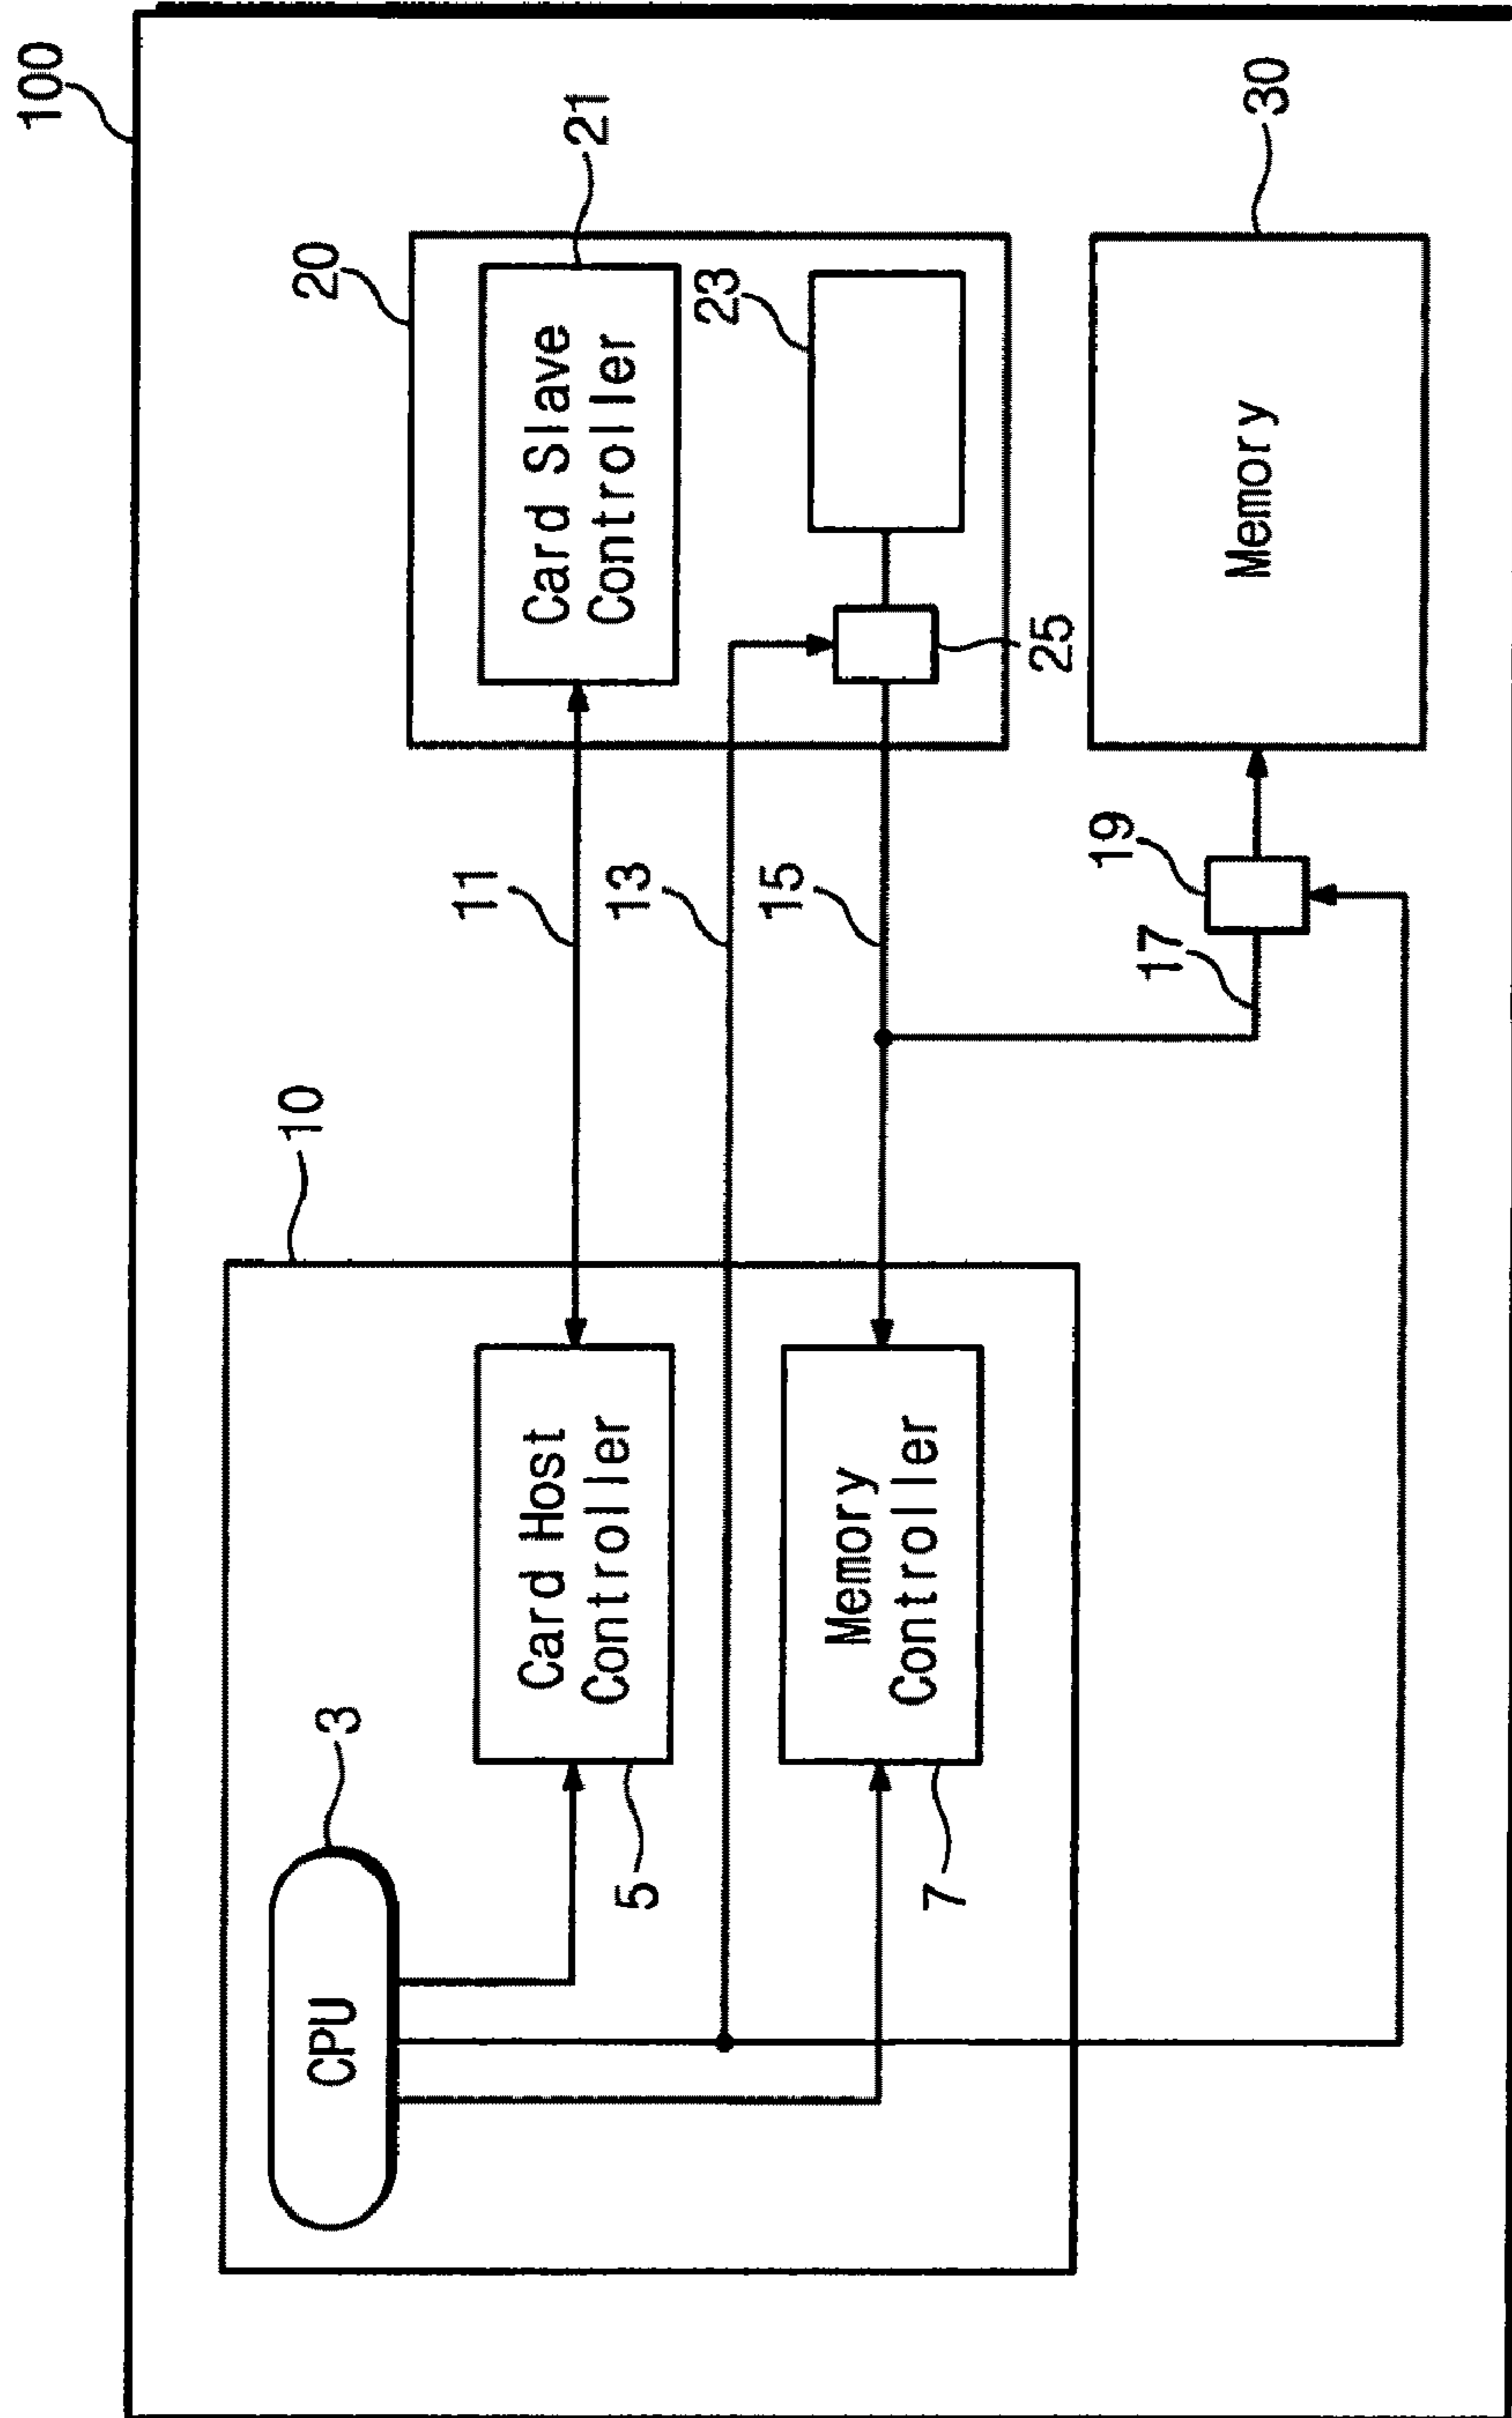 100
10
20
3
CPU
Card Host
Controller
5
11
Card Slave
Controller
21
13
23
Memory
Controller
7
15
25
17
19
Memory
30